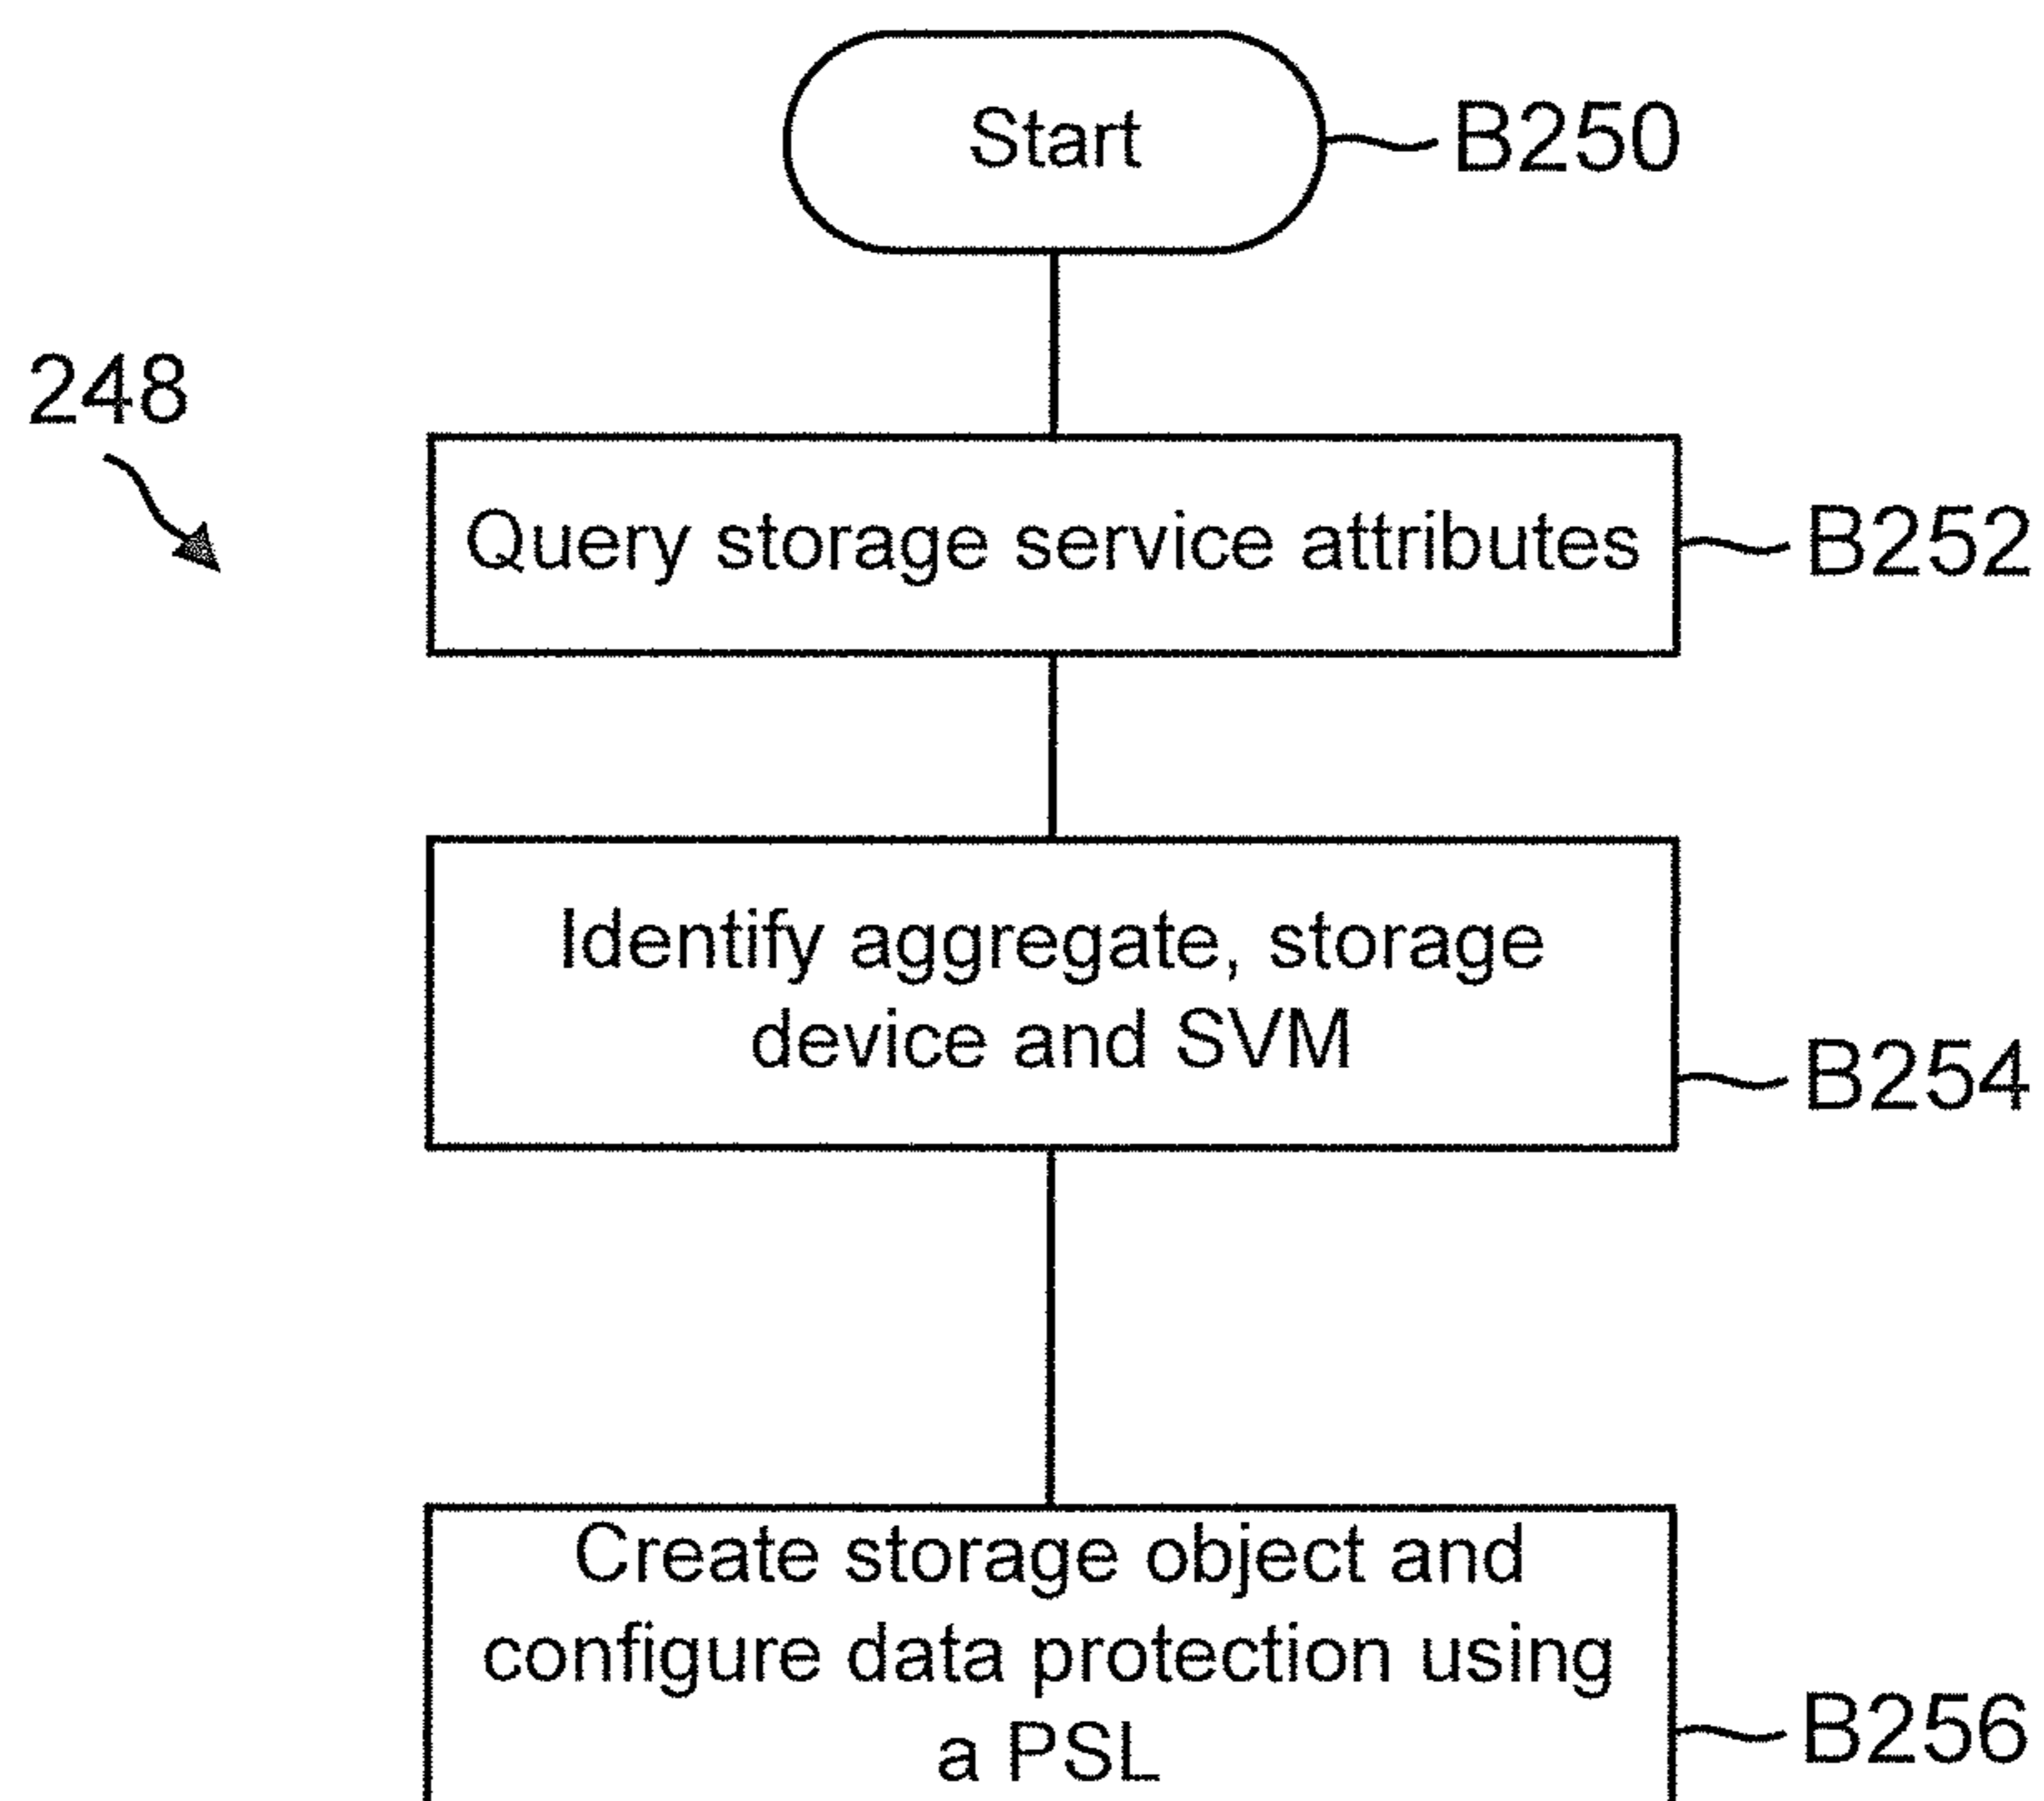 Start
B250
248
Query storage service attributes
B252
Identify aggregate, storage
device and SVM
B254
Create storage object and
configure data protection using
a PSL
B256